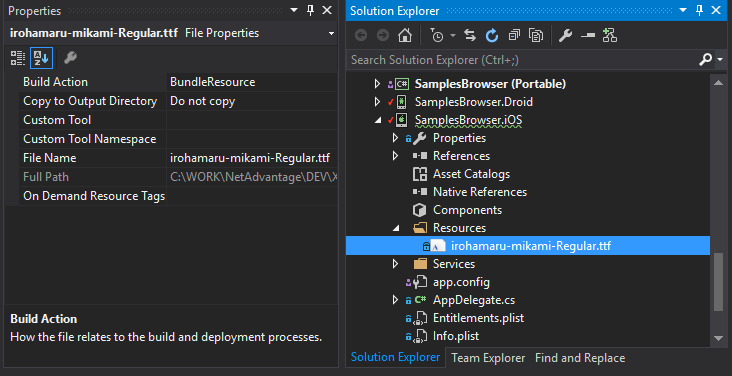 Properties
irohamaru-mikami-Regular.ttf File Properties
Build Action BundleResource
Copy to Output Directory Do not copy
Custom Tool
Custom Tool Namespace
File Name irohamaru-mikami-Regular.ttf
Full Path C:\WORK\NetAdvantage\DEV\X
On Demand Resource Tags
Build Action
How the file relates to the build and deployment processes.
Solution Explorer
Search Solution Explorer (Ctrl+;)
C# SamplesBrowser (Portable)
SamplesBrowser.Droid
SamplesBrowser.iOS
Properties
References
Asset Catalogs
Native References
Components
Resources
irohamaru-mikami-Regular.ttf
Services
app.config
C# AppDelegate.cs
Entitlements.plist
Info.plist
Solution Explorer Team Explorer Find and Replace